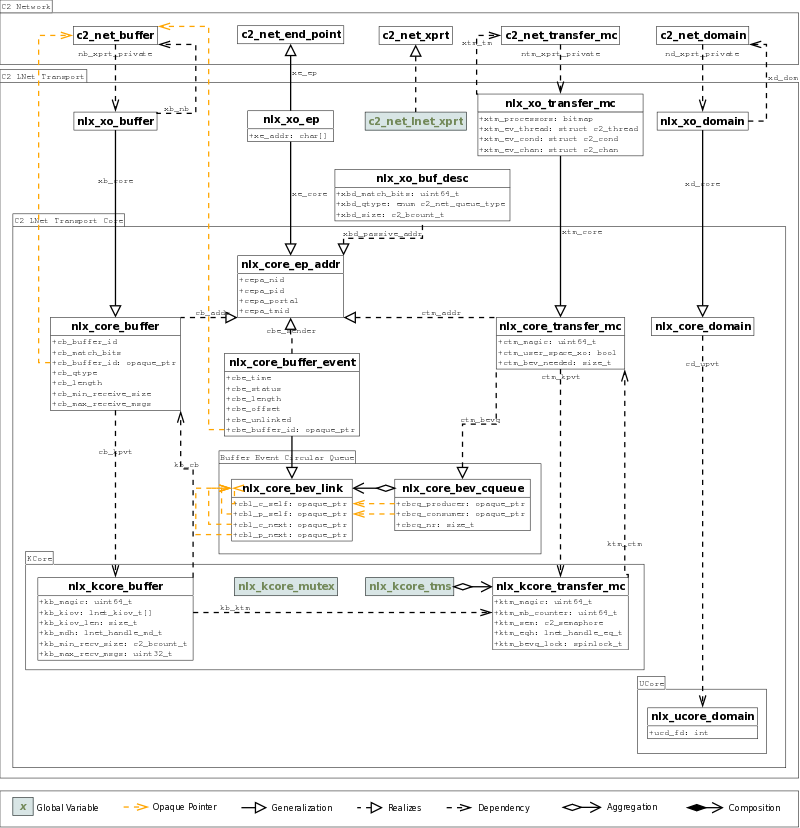 C2 Network
c2_net_buffer
c2_net_end_point
c2_net_xprt
c2_net_transfer_mc
c2_net_domain
xtm_tm
nb_xprt_private
ntm_xprt_private
nd_xprt_private
xe_ep
C2 LNet Transport
xd_dom
nlx_xo_buffer
xb_nb
nlx_xo_ep
+xe_addr: char[]
c2_net_lnet_xprt
nlx_xo_transfer_mc
+xtm_processors: bitmap
+xtm_ev_thread: struct c2_thread
+xtm_ev_cond: struct c2_cond
+xtm_ev_chan: struct c2_chan
nlx_xo_domain
nlx_xo_buf_desc
+xbd_match_bits: uint64_t
+xbd_qtype: enum c2_net_queue_type
+xbd_size: c2_bcount_t
xb_core
xe_core
xd_core
C2 LNet Transport Core
xbd_passive_addr
xtm_core
nlx_core_ep_addr
+cepa_nid
+cepa_pid
+cepa_portal
+cepa_tmid
cb_addr
ctm_addr
nlx_core_buffer
+cb_buffer_id
+cb_match_bits
+cb_buffer_id: opaque_ptr
+cb_qtype
+cb_length
+cb_min_receive_size
+cb_max_receive_msgs
cbe_sender
nlx_core_transfer_mc
+ctm_magic: uint64_t
+ctm_user_space_xo: bool
+ctm_bev_needed: size_t
nlx_core_domain
nlx_core_buffer_event
+cbe_time
+cbe_status
+cbe_length
+cbe_offset
+cbe_unlinked
+cbe_buffer_id: opaque_ptr
cd_upvt
ctm_kpvt
ctm_bevq
cb_kpvt
kb_cb
Buffer Event Circular Queue
nlx_core_bev_link
+cbl_c_self: opaque_ptr
+cbl_p_self: opaque_ptr
+cbl_c_next: opaque_ptr
+cbl_p_next: opaque_ptr
nlx_core_bev_cqueue
+cbcq_producer: opaque_ptr
+cbcq_consumer: opaque_ptr
+cbcq_nr: size_t
ktm_ctm
KCore
nlx_kcore_buffer
+kb_magic: uint64_t
+kb_kiov: lnet_kiov_t[]
+kb_kiov_len: size_t
+kb_mdh: lnet_handle_md_t
+kb_min_recv_size: c2_bcount_t
+kb_max_recv_msgs: uint32_t
nlx_kcore_mutex
nlx_kcore_tms
kb_ktm
nlx_kcore_transfer_mc
+ktm_magic: uint64_t
+ktm_mb_counter: uint64_t
+ktm_sem: c2_semaphore
+ktm_eqh: lnet_handle_eq_t
+ktm_bevq_lock: spinlock_t
UCore
nlx_ucore_domain
+ucd_fd: int
x
Global Variable
Opaque Pointer
Generalization
Realizes
Dependency
Aggregation
Composition